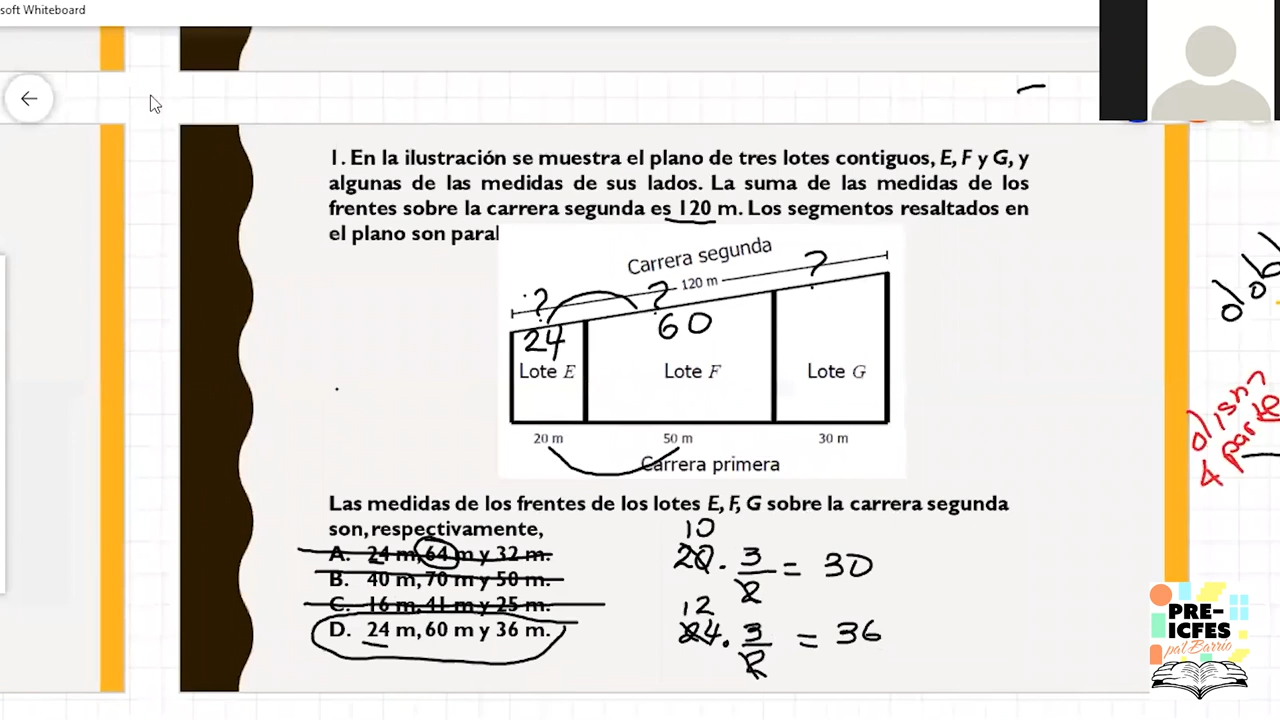 soft Whiteboard
1. En la ilustración se muestra el plano de tres lotes contiguos, E, F y G, y
algunas de las medidas de sus lados. La suma de las medidas de los
frentes sobre la carrera segunda es 120 m. Los segmentos resaltados en
el plano son paral
Carrera segunda
120 m
? ? ?
24 60
Lote E Lote F Lote G
20 m 50 m 30 m
Carrera primera
Las medidas de los frentes de los lotes E, F, G sobre la carrera segunda
son, respectivamente,
A. 24 m, 64 m y 32 m.
B. 40 m, 70 m y 50 m.
C. 16 m, 41 m y 25 m.
D. 24 m, 60 m y 36 m.
10
20 . 3/2 = 30
12
24 . 3/2 = 36
4 parte
PRE-
ICFES
pal Barrio